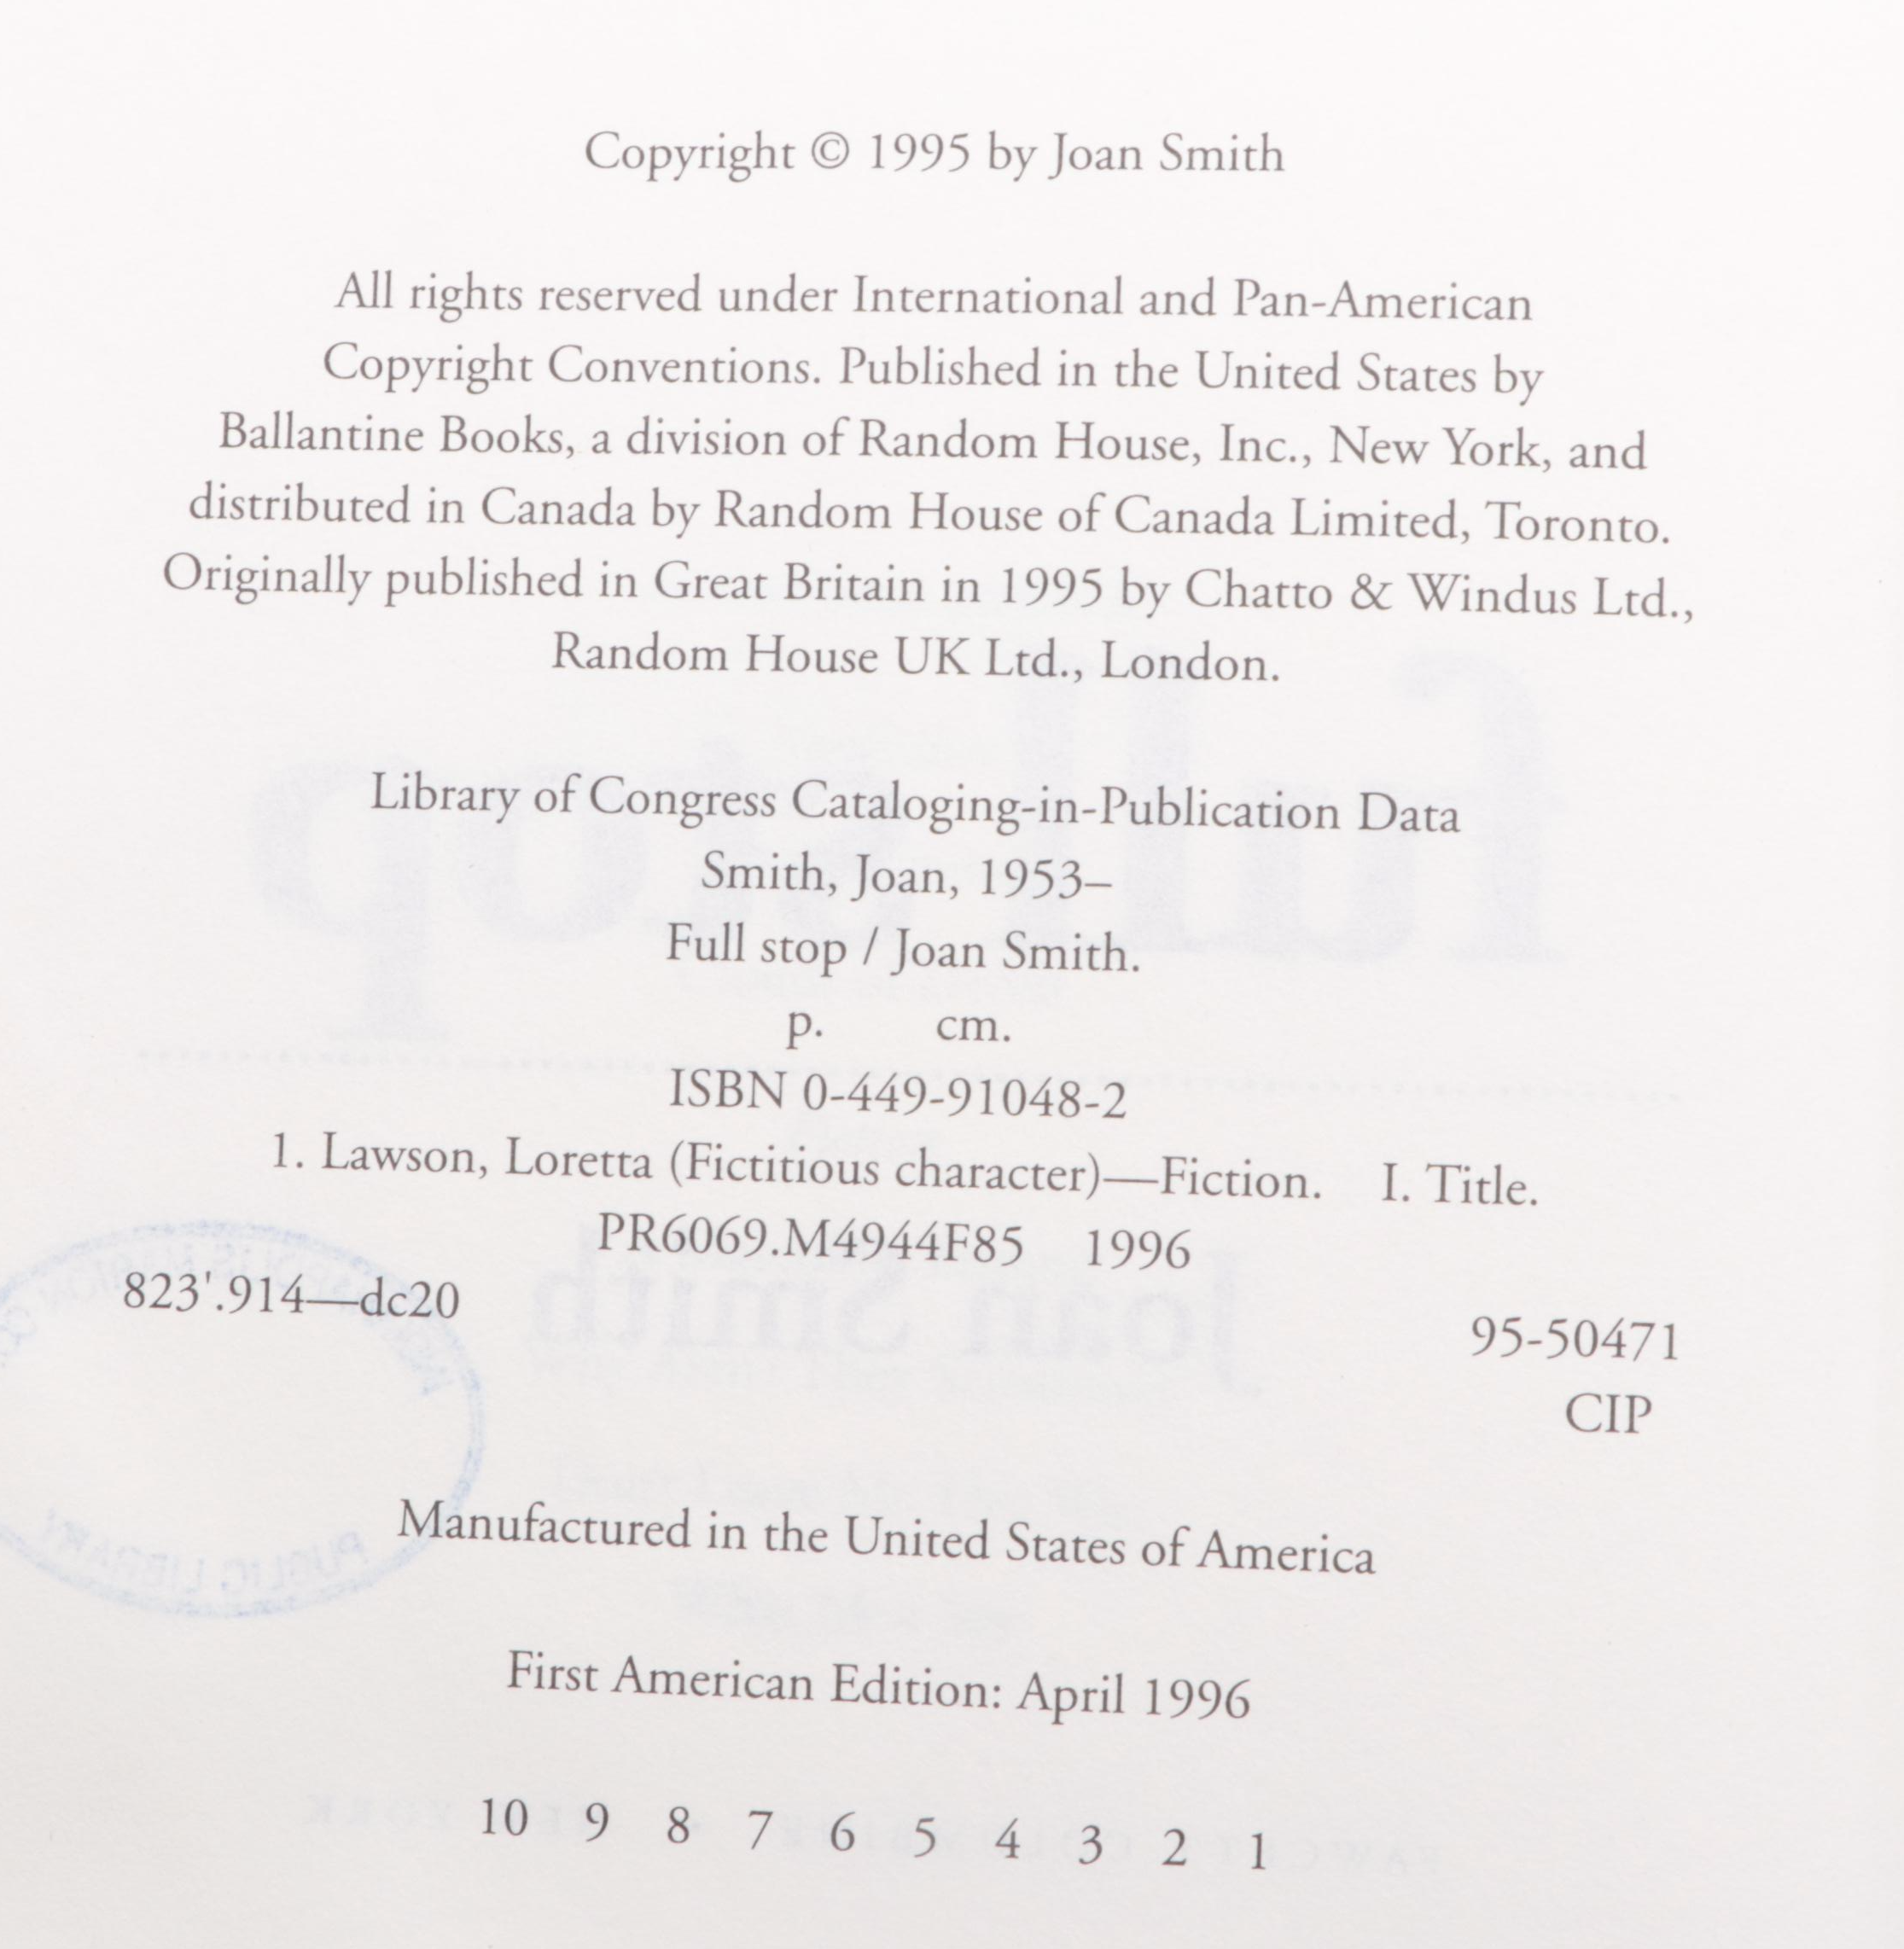 Copyright © 1995 by Joan Smith
All rights reserved under International and Pan-American
Copyright Conventions. Published in the United States by
Ballantine Books, a division of Random House, Inc., New York, and
distributed in Canada by Random House of Canada Limited, Toronto.
Originally published in Great Britain in 1995 by Chatto & Windus Ltd.,
Random House UK Ltd., London.
Library of Congress Cataloging-in-Publication Data
Smith, Joan, 1953–
Full stop / Joan Smith.
p. cm.
ISBN 0-449-91048-2
1. Lawson, Loretta (Fictitious character)—Fiction. I. Title.
PR6069.M4944F85 1996
823'.914—dc20
95-50471
CIP
Manufactured in the United States of America
First American Edition: April 1996
10 9 8 7 6 5 4 3 2 1
full stop
Joan Smith
PUBLIC LIBRARY